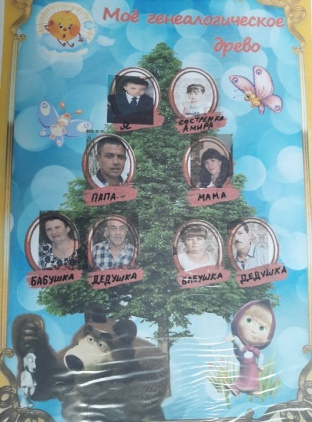 Моё генеалогическое
древо
Я
СЕСТРЕНКА
АМИРА
ПАПА
МАМА
БАБУШКА
ДЕДУШКА
БАБУШКА
ДЕДУШКА